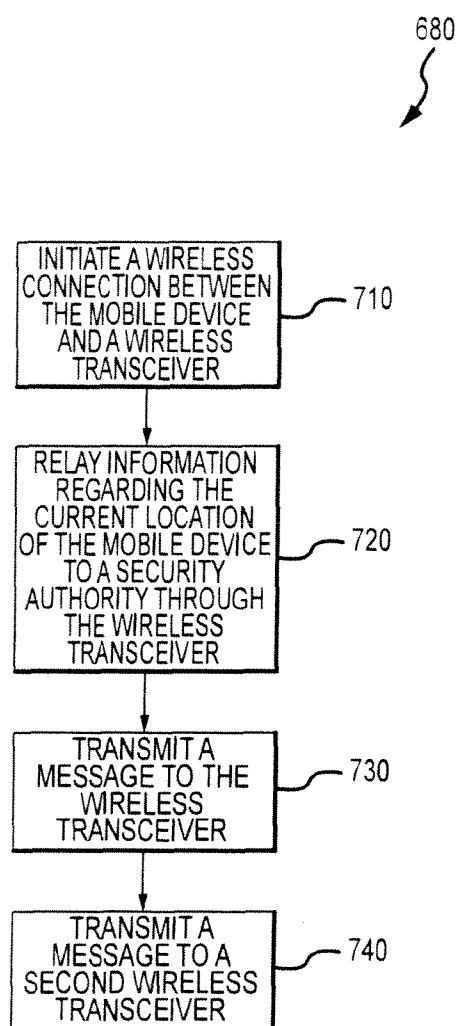 680
INITIATE A WIRELESS
CONNECTION BETWEEN
THE MOBILE DEVICE
AND A WIRELESS
TRANSCEIVER
710
RELAY INFORMATION
REGARDING THE
CURRENT LOCATION
OF THE MOBILE DEVICE
TO A SECURITY
AUTHORITY THROUGH
THE WIRELESS
TRANSCEIVER
720
TRANSMIT A
MESSAGE TO THE
WIRELESS
TRANSCEIVER
730
TRANSMIT A
MESSAGE TO A
SECOND WIRELESS
TRANSCEIVER
740